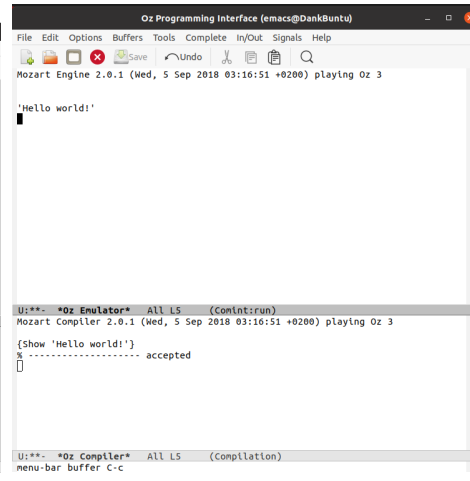 Oz Programming Interface (emacs@DankBuntu)
File Edit Options Buffers Tools Complete In/Out Signals Help
Save Undo
Mozart Engine 2.0.1 (Wed, 5 Sep 2018 03:16:51 +0200) playing Oz 3
'Hello world!'
U:**- *Oz Emulator* All L5 (Comint:run)
Mozart Compiler 2.0.1 (Wed, 5 Sep 2018 03:16:51 +0200) playing Oz 3
{Show 'Hello world!'}
% ------------------- accepted
U:**- *Oz Compiler* All L5 (Compilation)
menu-bar buffer C-c